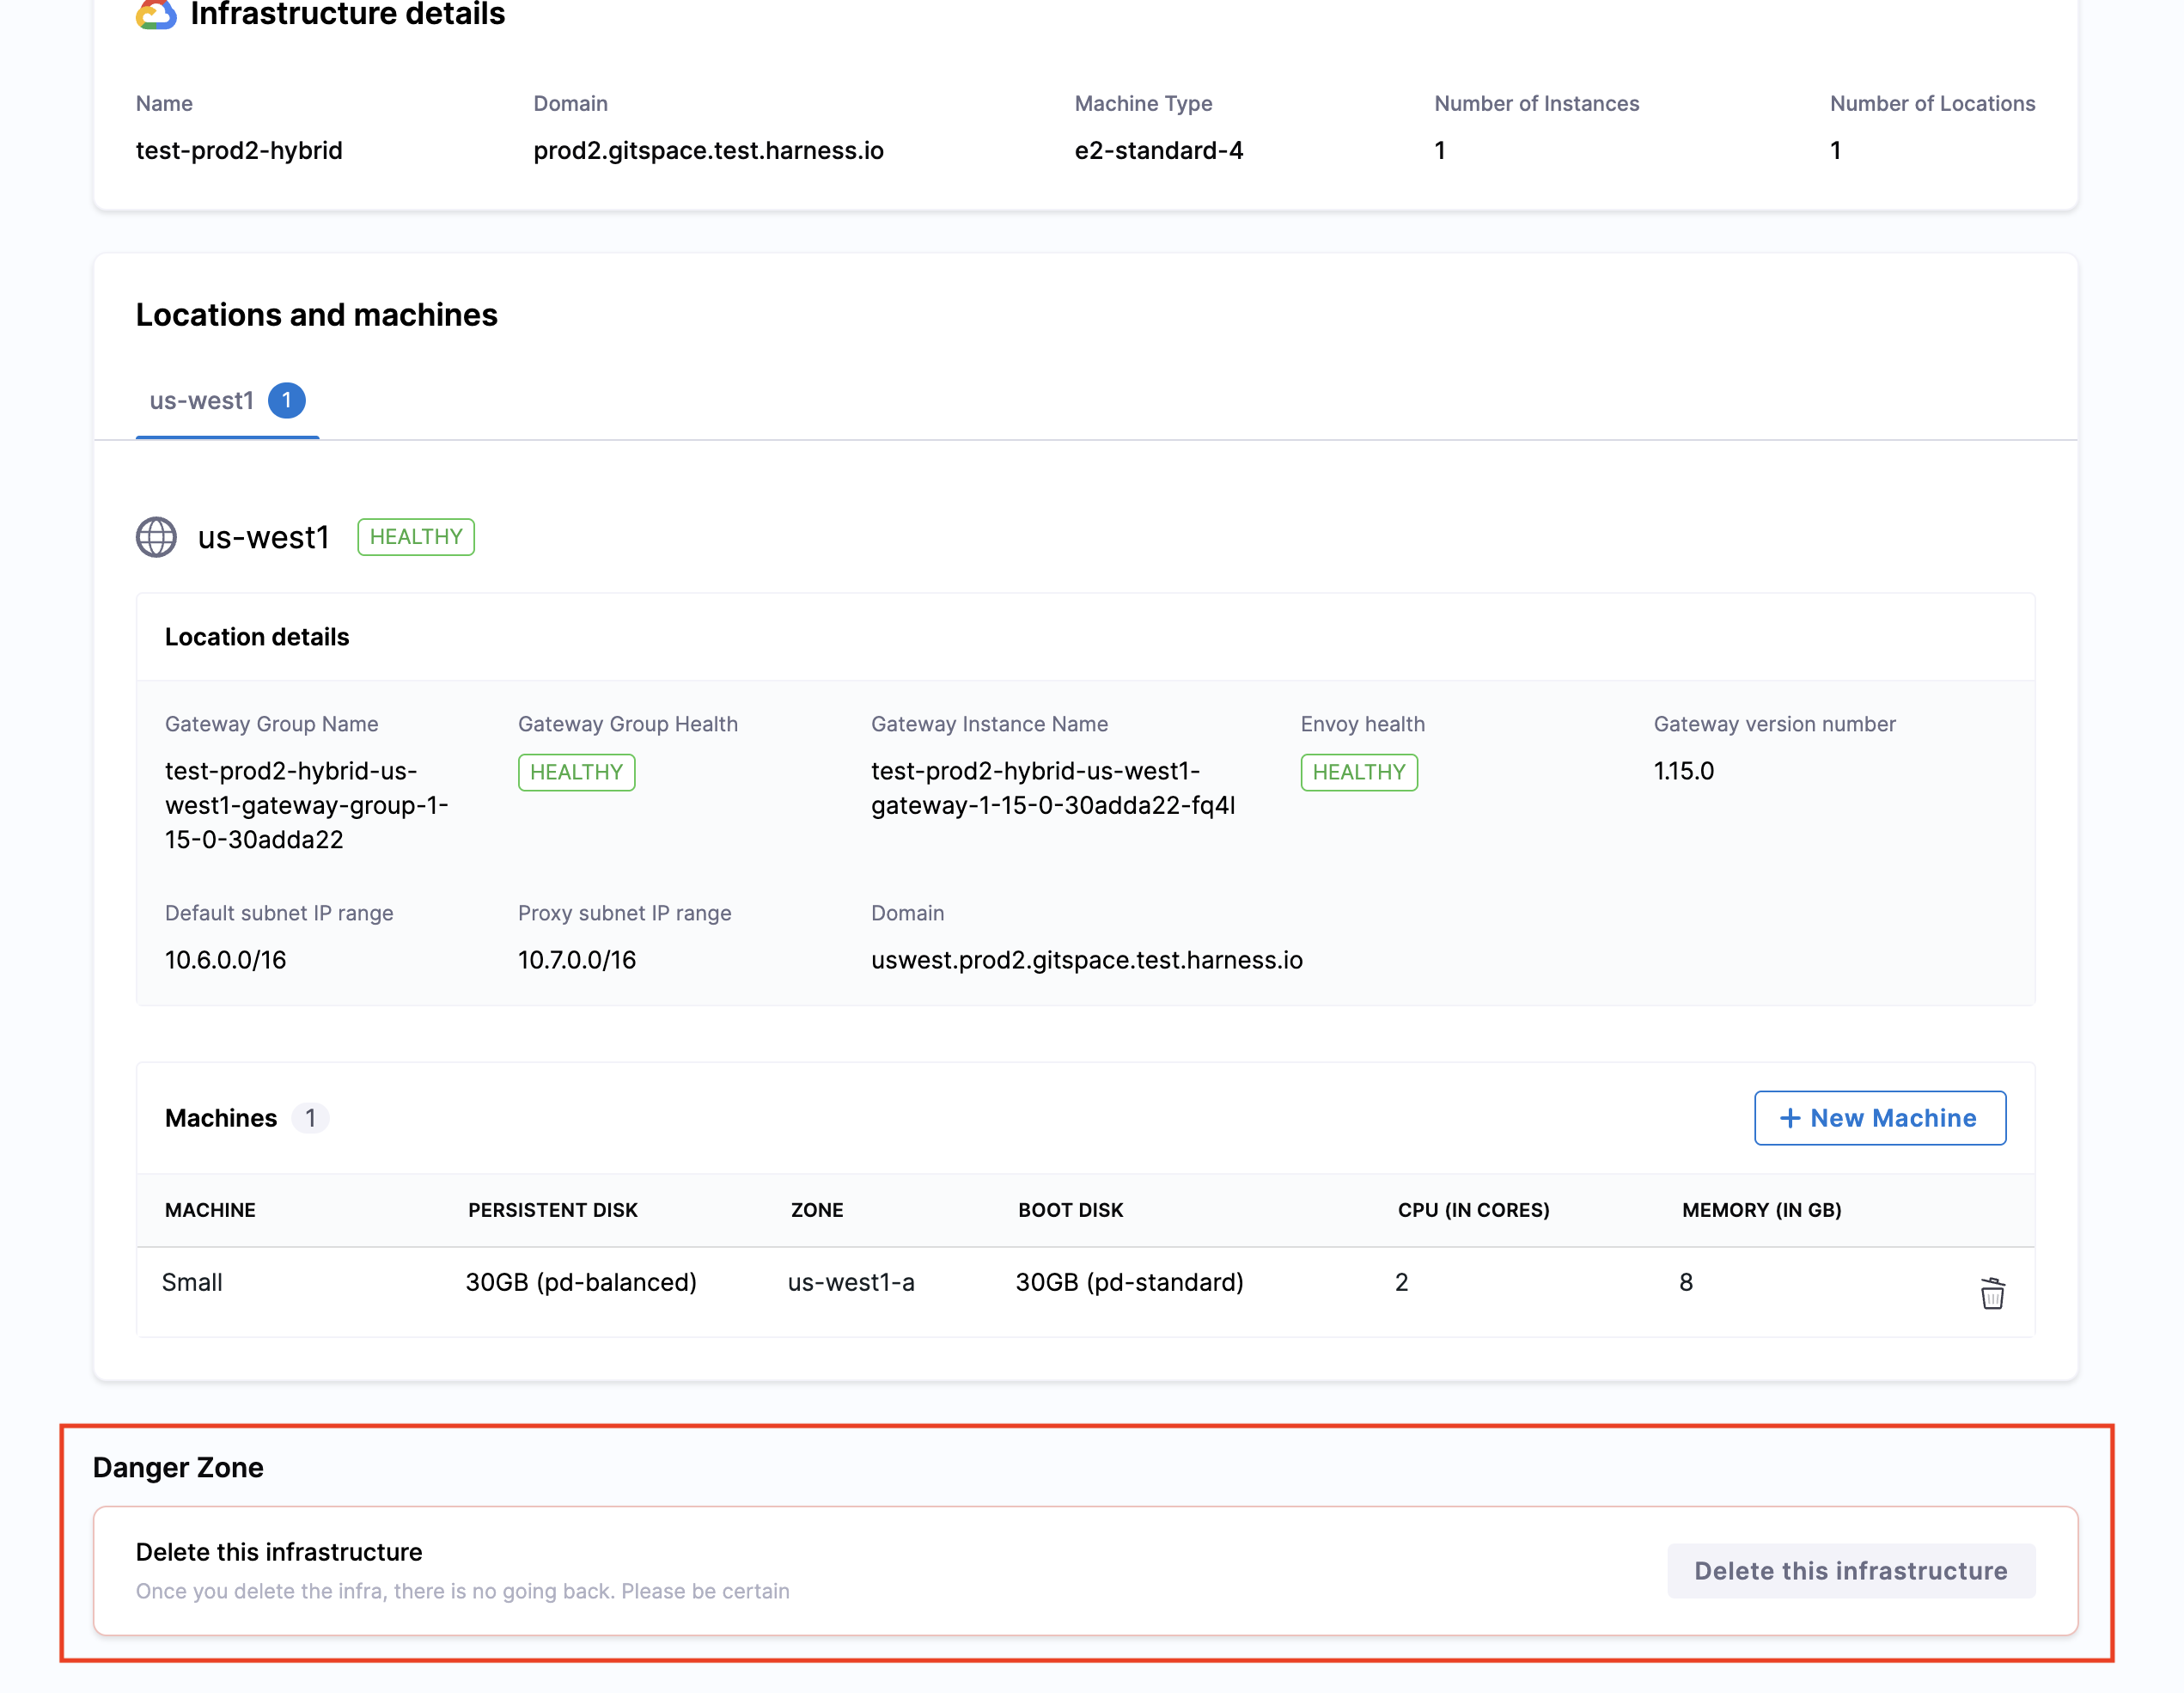 Infrastructure details
Name
Domain
Machine Type
Number of Instances
Number of Locations
test-prod2-hybrid
prod2.gitspace.test.harness.io
e2-standard-4
1
1
Locations and machines
us-west1 1
us-west1 HEALTHY
Location details
Gateway Group Name
test-prod2-hybrid-us-
west1-gateway-group-1-
15-0-30adda22
Gateway Group Health
HEALTHY
Gateway Instance Name
test-prod2-hybrid-us-west1-
gateway-1-15-0-30adda22-fq4l
Envoy health
HEALTHY
Gateway version number
1.15.0
Default subnet IP range
10.6.0.0/16
Proxy subnet IP range
10.7.0.0/16
Domain
uswest.prod2.gitspace.test.harness.io
Machines 1
+ New Machine
MACHINE
PERSISTENT DISK
ZONE
BOOT DISK
CPU (IN CORES)
MEMORY (IN GB)
Small
30GB (pd-balanced)
us-west1-a
30GB (pd-standard)
2
8
Danger Zone
Delete this infrastructure
Once you delete the infra, there is no going back. Please be certain
Delete this infrastructure